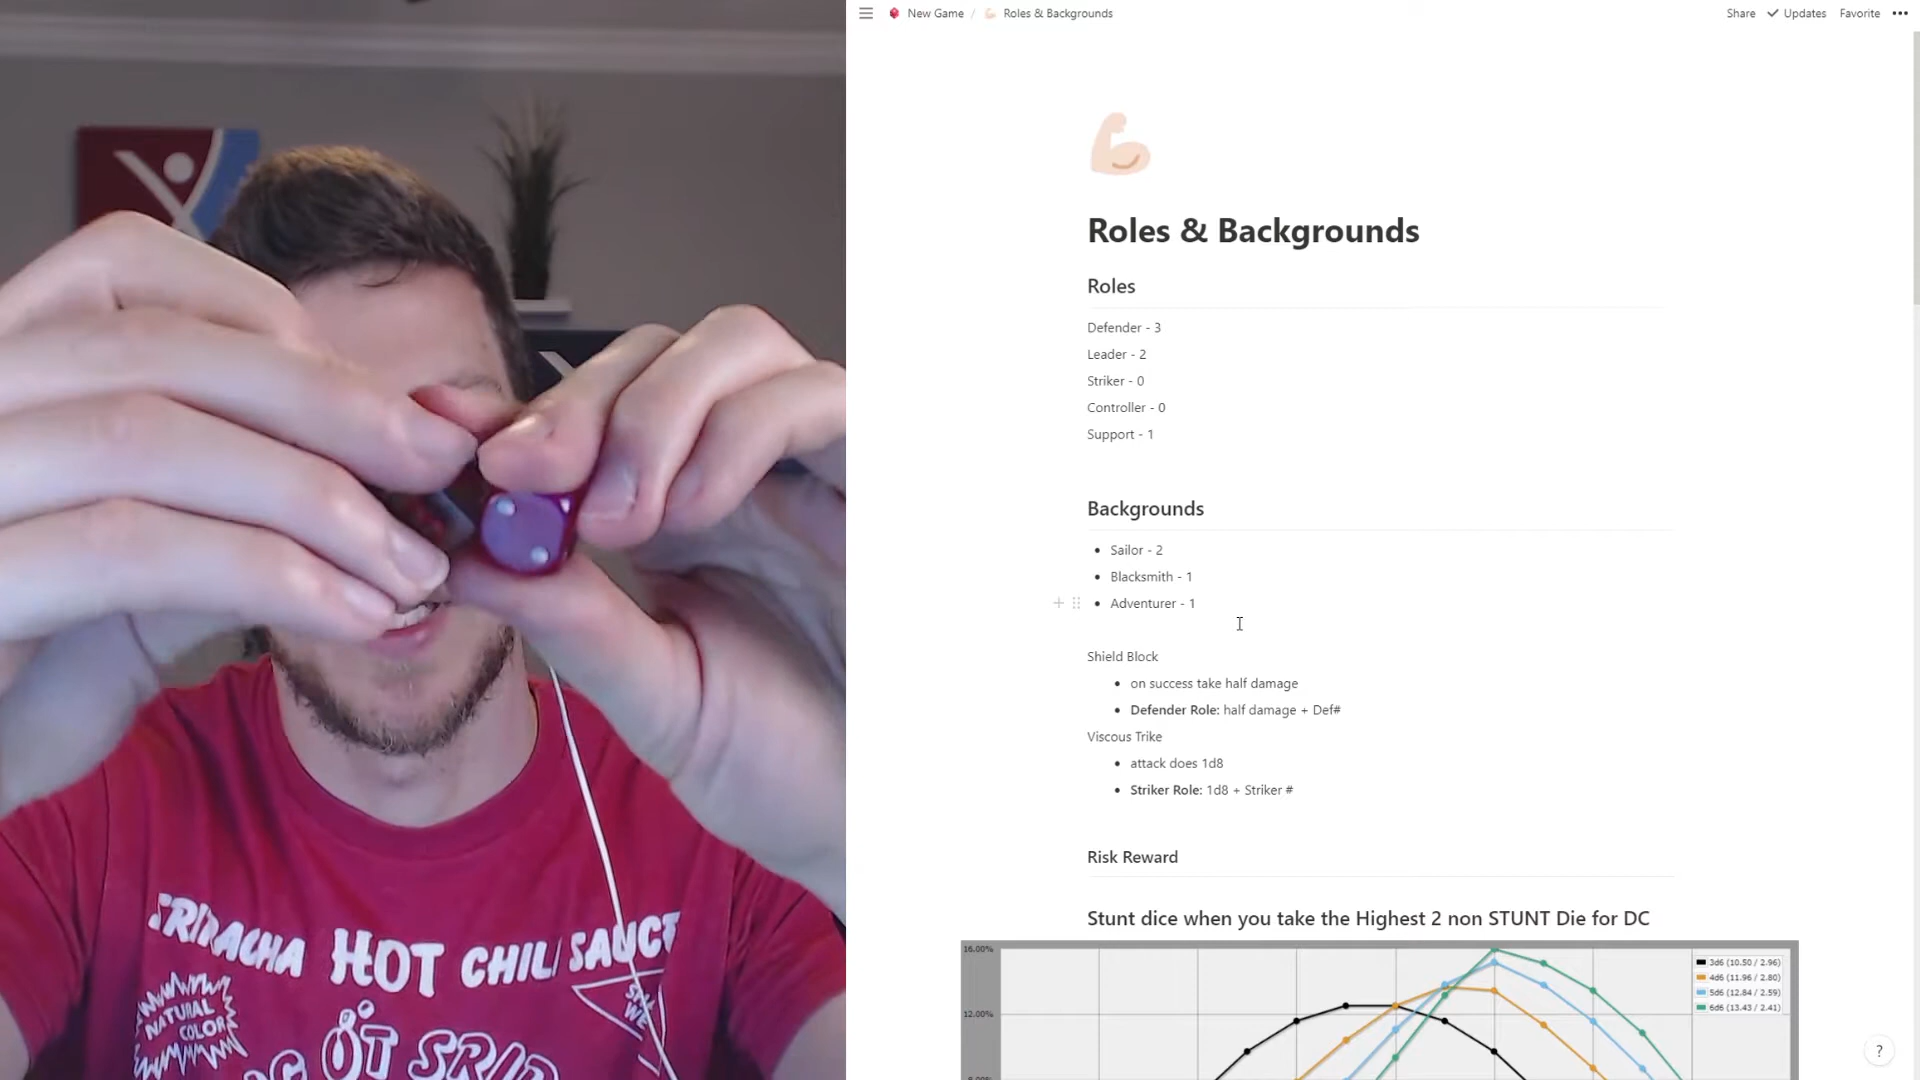 New Game / Roles & Backgrounds
Share Updates Favorite
Roles & Backgrounds
Roles
Defender - 3
Leader - 2
Striker - 0
Controller - 0
Support - 1
Backgrounds
Sailor - 2
Blacksmith - 1
Adventurer - 1
Shield Block
on success take half damage
Defender Role: half damage + Def#
Viscous Trike
attack does 1d8
Striker Role: 1d8 + Striker #
Risk Reward
Stunt dice when you take the Highest 2 non STUNT Die for DC
16.00%
12.00%
8.00%
3d6 (10.50 / 2.96)
4d6 (11.96 / 2.80)
5d6 (12.84 / 2.59)
6d6 (13.43 / 2.41)
?
SRIRACHA HOT CHILI SAUCE
NATURAL
COLOR